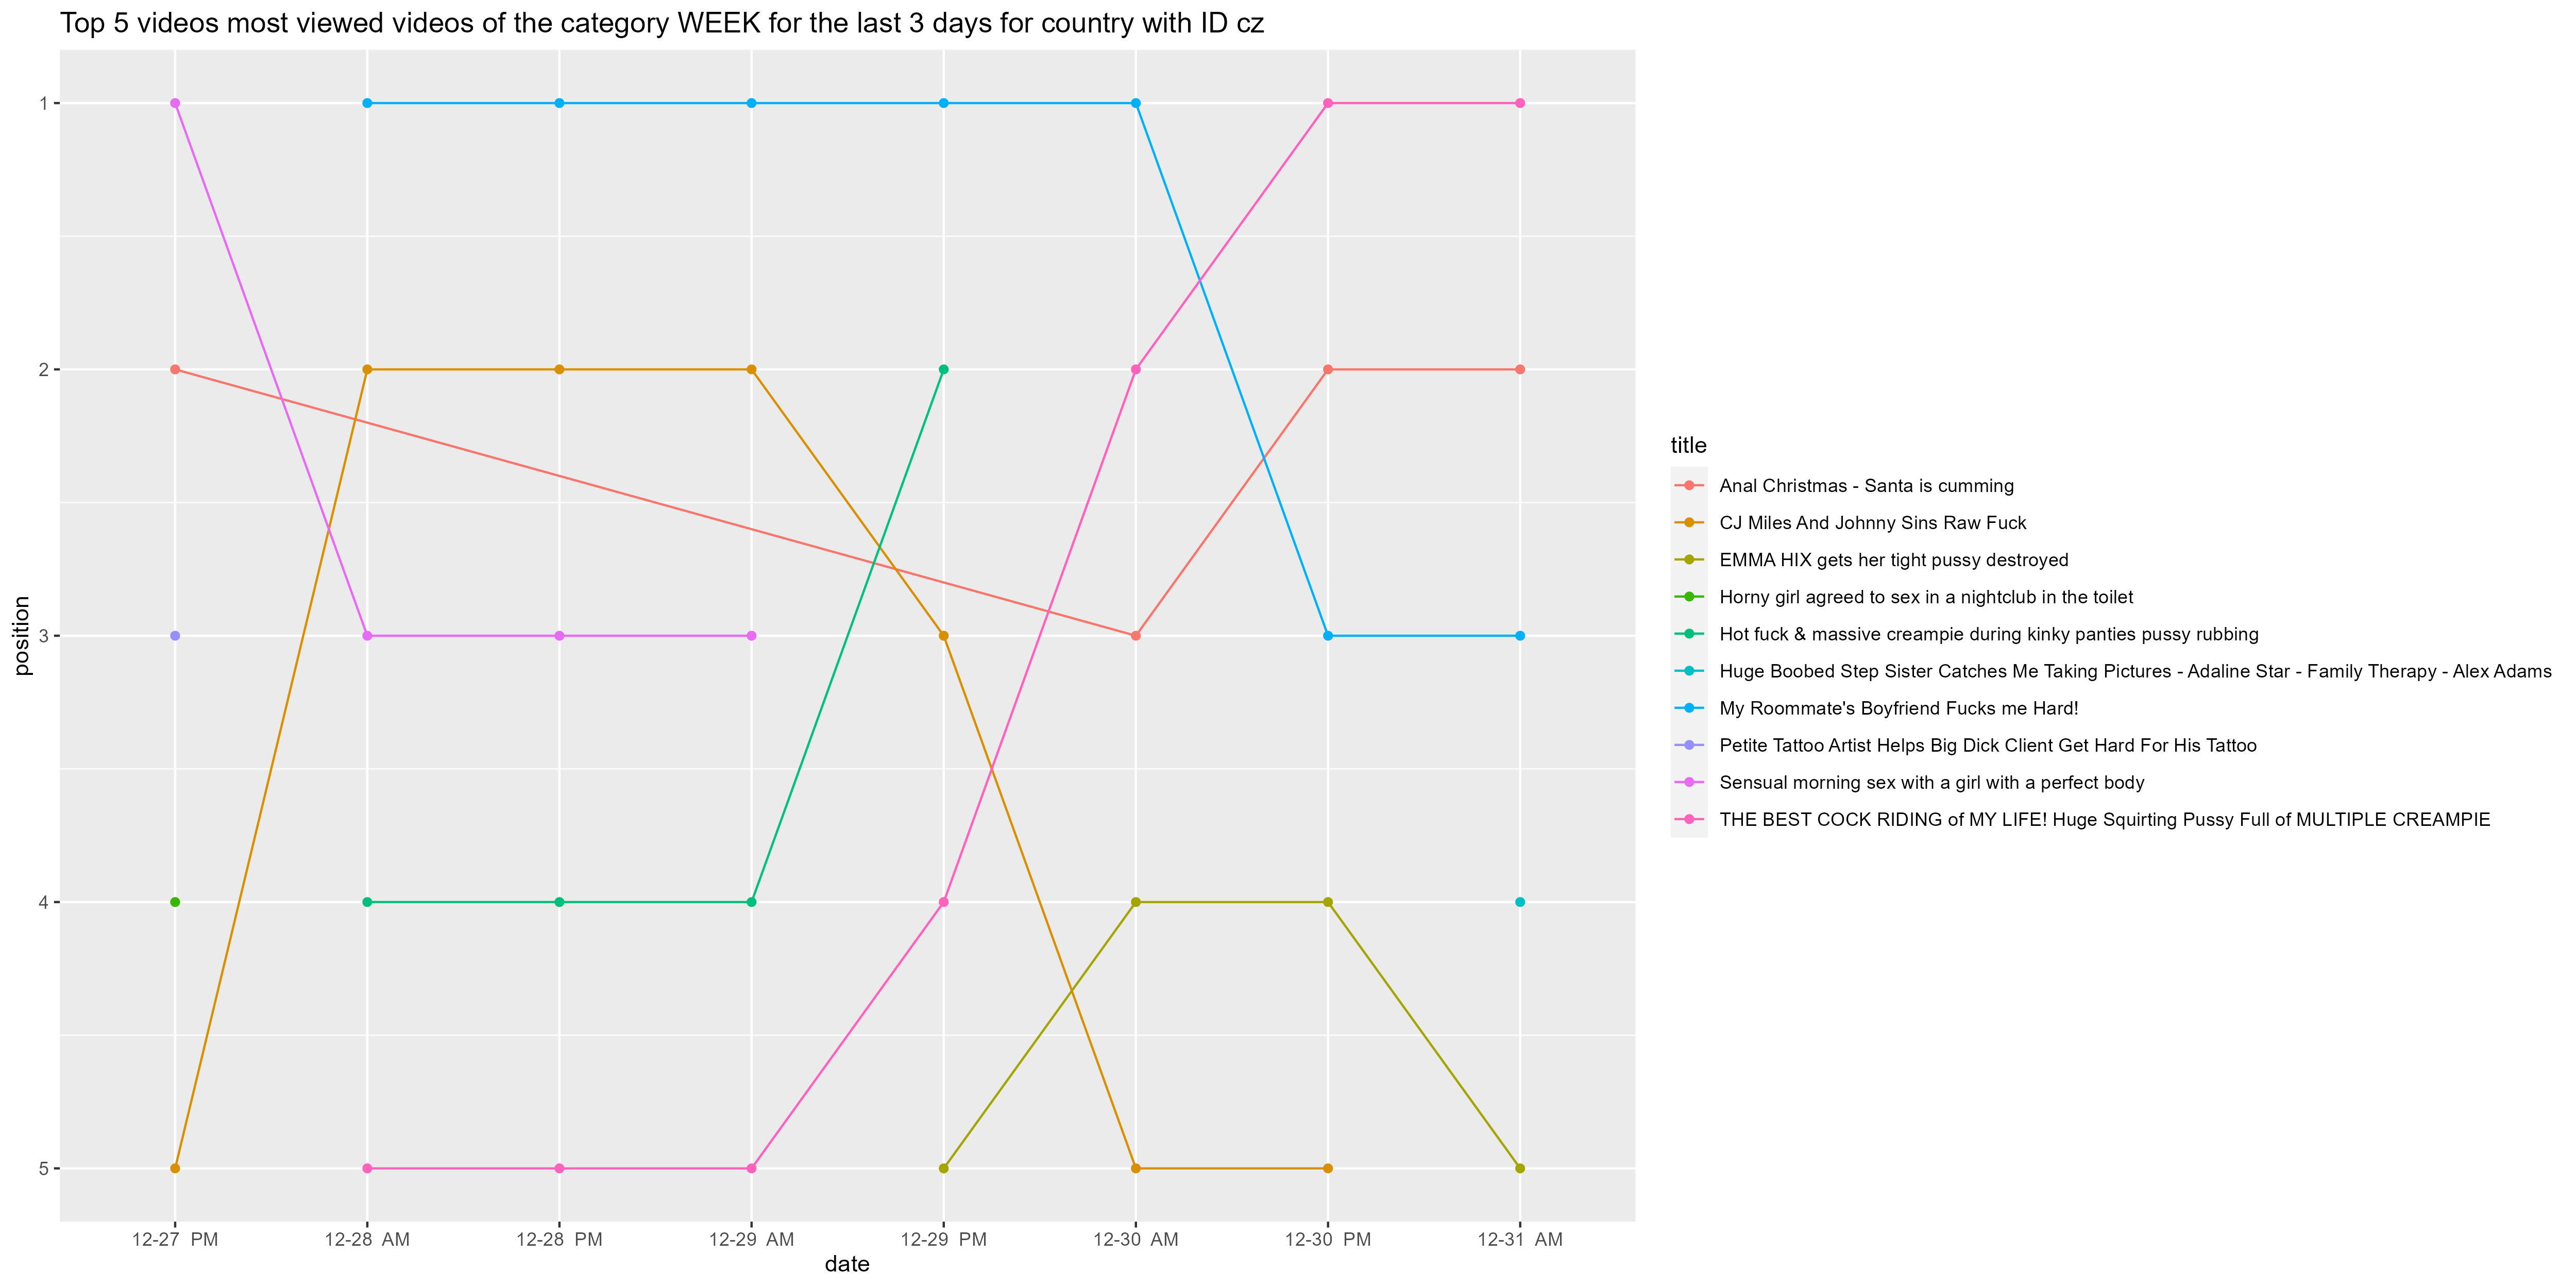 Top 5 videos most viewed videos of the category WEEK for the last 3 days for country with ID cz
position
1
2
3
4
5
12-27 PM
12-28 AM
12-28 PM
12-29 AM
12-29 PM
12-30 AM
12-30 PM
12-31 AM
date
title
Anal Christmas - Santa is cumming
CJ Miles And Johnny Sins Raw Fuck
EMMA HIX gets her tight pussy destroyed
Horny girl agreed to sex in a nightclub in the toilet
Hot fuck & massive creampie during kinky panties pussy rubbing
Huge Boobed Step Sister Catches Me Taking Pictures - Adaline Star - Family Therapy - Alex Adams
My Roommate's Boyfriend Fucks me Hard!
Petite Tattoo Artist Helps Big Dick Client Get Hard For His Tattoo
Sensual morning sex with a girl with a perfect body
THE BEST COCK RIDING of MY LIFE! Huge Squirting Pussy Full of MULTIPLE CREAMPIE